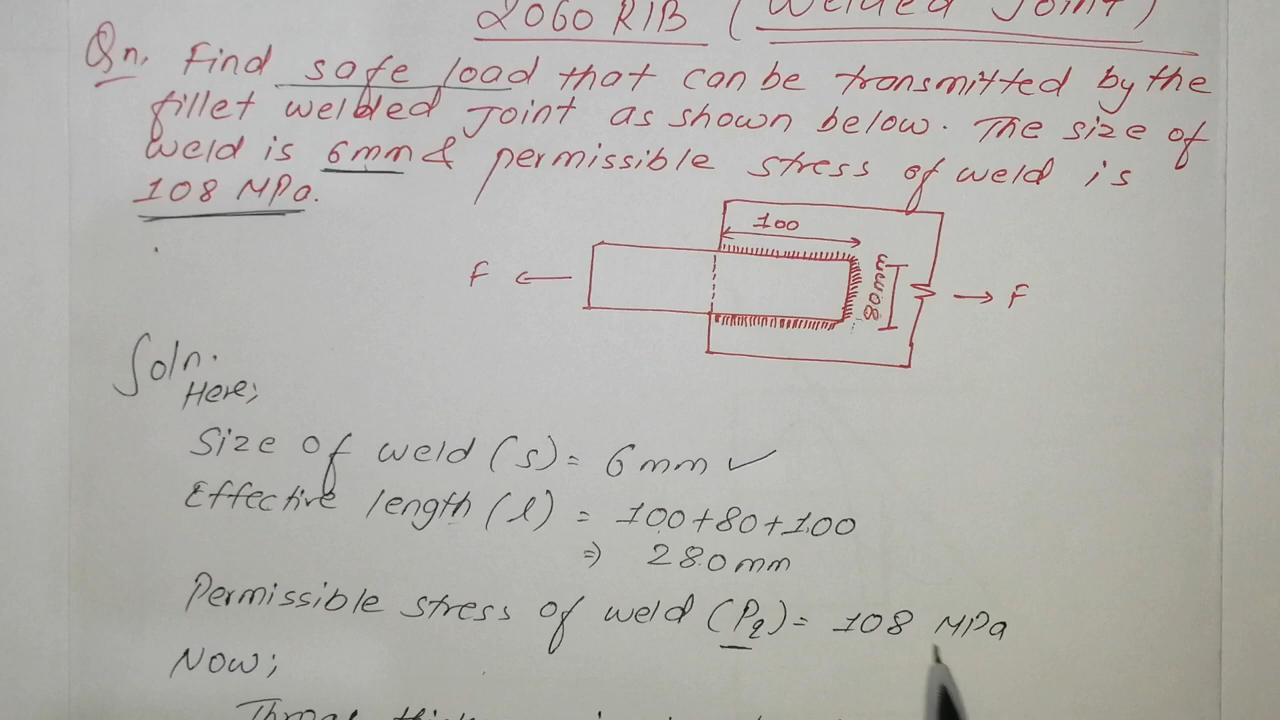 2060 RIB (Welded Joint)
Qn. Find safe load that can be transmitted by the
fillet welded Joint as shown below. The size of
weld is 6mm & permissible stress of weld is
108 MPa.
100
80mm
F ← → F
Soln.
Here;
Size of weld (s) = 6mm ✓
Effective length (l) = 100+80+100
⇒ 280mm
Permissible stress of weld (Pq) = 108 MPa
Now;